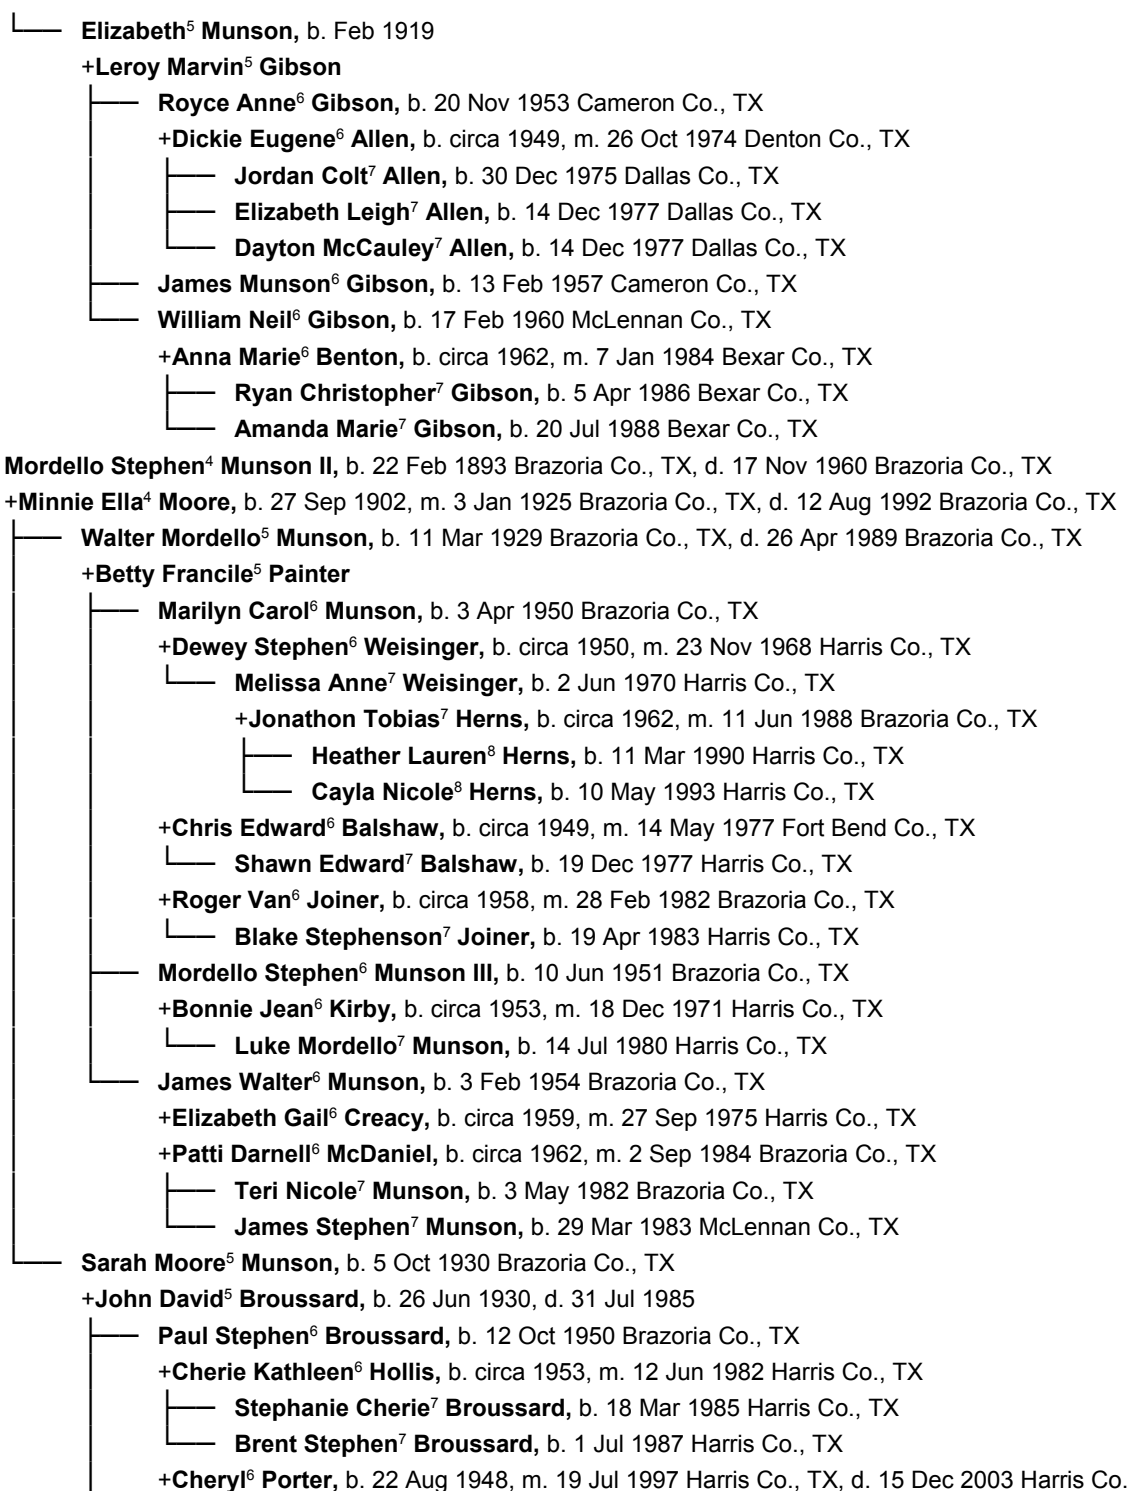 Elizabeth⁵ Munson, b. Feb 1919
+Leroy Marvin⁵ Gibson
Royce Anne⁶ Gibson, b. 20 Nov 1953 Cameron Co., TX
+Dickie Eugene⁶ Allen, b. circa 1949, m. 26 Oct 1974 Denton Co., TX
Jordan Colt⁷ Allen, b. 30 Dec 1975 Dallas Co., TX
Elizabeth Leigh⁷ Allen, b. 14 Dec 1977 Dallas Co., TX
Dayton McCauley⁷ Allen, b. 14 Dec 1977 Dallas Co., TX
James Munson⁶ Gibson, b. 13 Feb 1957 Cameron Co., TX
William Neil⁶ Gibson, b. 17 Feb 1960 McLennan Co., TX
+Anna Marie⁶ Benton, b. circa 1962, m. 7 Jan 1984 Bexar Co., TX
Ryan Christopher⁷ Gibson, b. 5 Apr 1986 Bexar Co., TX
Amanda Marie⁷ Gibson, b. 20 Jul 1988 Bexar Co., TX
Mordello Stephen⁴ Munson II, b. 22 Feb 1893 Brazoria Co., TX, d. 17 Nov 1960 Brazoria Co., TX
+Minnie Ella⁴ Moore, b. 27 Sep 1902, m. 3 Jan 1925 Brazoria Co., TX, d. 12 Aug 1992 Brazoria Co., TX
Walter Mordello⁵ Munson, b. 11 Mar 1929 Brazoria Co., TX, d. 26 Apr 1989 Brazoria Co., TX
+Betty Francile⁵ Painter
Marilyn Carol⁶ Munson, b. 3 Apr 1950 Brazoria Co., TX
+Dewey Stephen⁶ Weisinger, b. circa 1950, m. 23 Nov 1968 Harris Co., TX
Melissa Anne⁷ Weisinger, b. 2 Jun 1970 Harris Co., TX
+Jonathon Tobias⁷ Herns, b. circa 1962, m. 11 Jun 1988 Brazoria Co., TX
Heather Lauren⁸ Herns, b. 11 Mar 1990 Harris Co., TX
Cayla Nicole⁸ Herns, b. 10 May 1993 Harris Co., TX
+Chris Edward⁶ Balshaw, b. circa 1949, m. 14 May 1977 Fort Bend Co., TX
Shawn Edward⁷ Balshaw, b. 19 Dec 1977 Harris Co., TX
+Roger Van⁶ Joiner, b. circa 1958, m. 28 Feb 1982 Brazoria Co., TX
Blake Stephenson⁷ Joiner, b. 19 Apr 1983 Harris Co., TX
Mordello Stephen⁶ Munson III, b. 10 Jun 1951 Brazoria Co., TX
+Bonnie Jean⁶ Kirby, b. circa 1953, m. 18 Dec 1971 Harris Co., TX
Luke Mordello⁷ Munson, b. 14 Jul 1980 Harris Co., TX
James Walter⁶ Munson, b. 3 Feb 1954 Brazoria Co., TX
+Elizabeth Gail⁶ Creacy, b. circa 1959, m. 27 Sep 1975 Harris Co., TX
+Patti Darnell⁶ McDaniel, b. circa 1962, m. 2 Sep 1984 Brazoria Co., TX
Teri Nicole⁷ Munson, b. 3 May 1982 Brazoria Co., TX
James Stephen⁷ Munson, b. 29 Mar 1983 McLennan Co., TX
Sarah Moore⁵ Munson, b. 5 Oct 1930 Brazoria Co., TX
+John David⁵ Broussard, b. 26 Jun 1930, d. 31 Jul 1985
Paul Stephen⁶ Broussard, b. 12 Oct 1950 Brazoria Co., TX
+Cherie Kathleen⁶ Hollis, b. circa 1953, m. 12 Jun 1982 Harris Co., TX
Stephanie Cherie⁷ Broussard, b. 18 Mar 1985 Harris Co., TX
Brent Stephen⁷ Broussard, b. 1 Jul 1987 Harris Co., TX
+Cheryl⁶ Porter, b. 22 Aug 1948, m. 19 Jul 1997 Harris Co., TX, d. 15 Dec 2003 Harris Co.